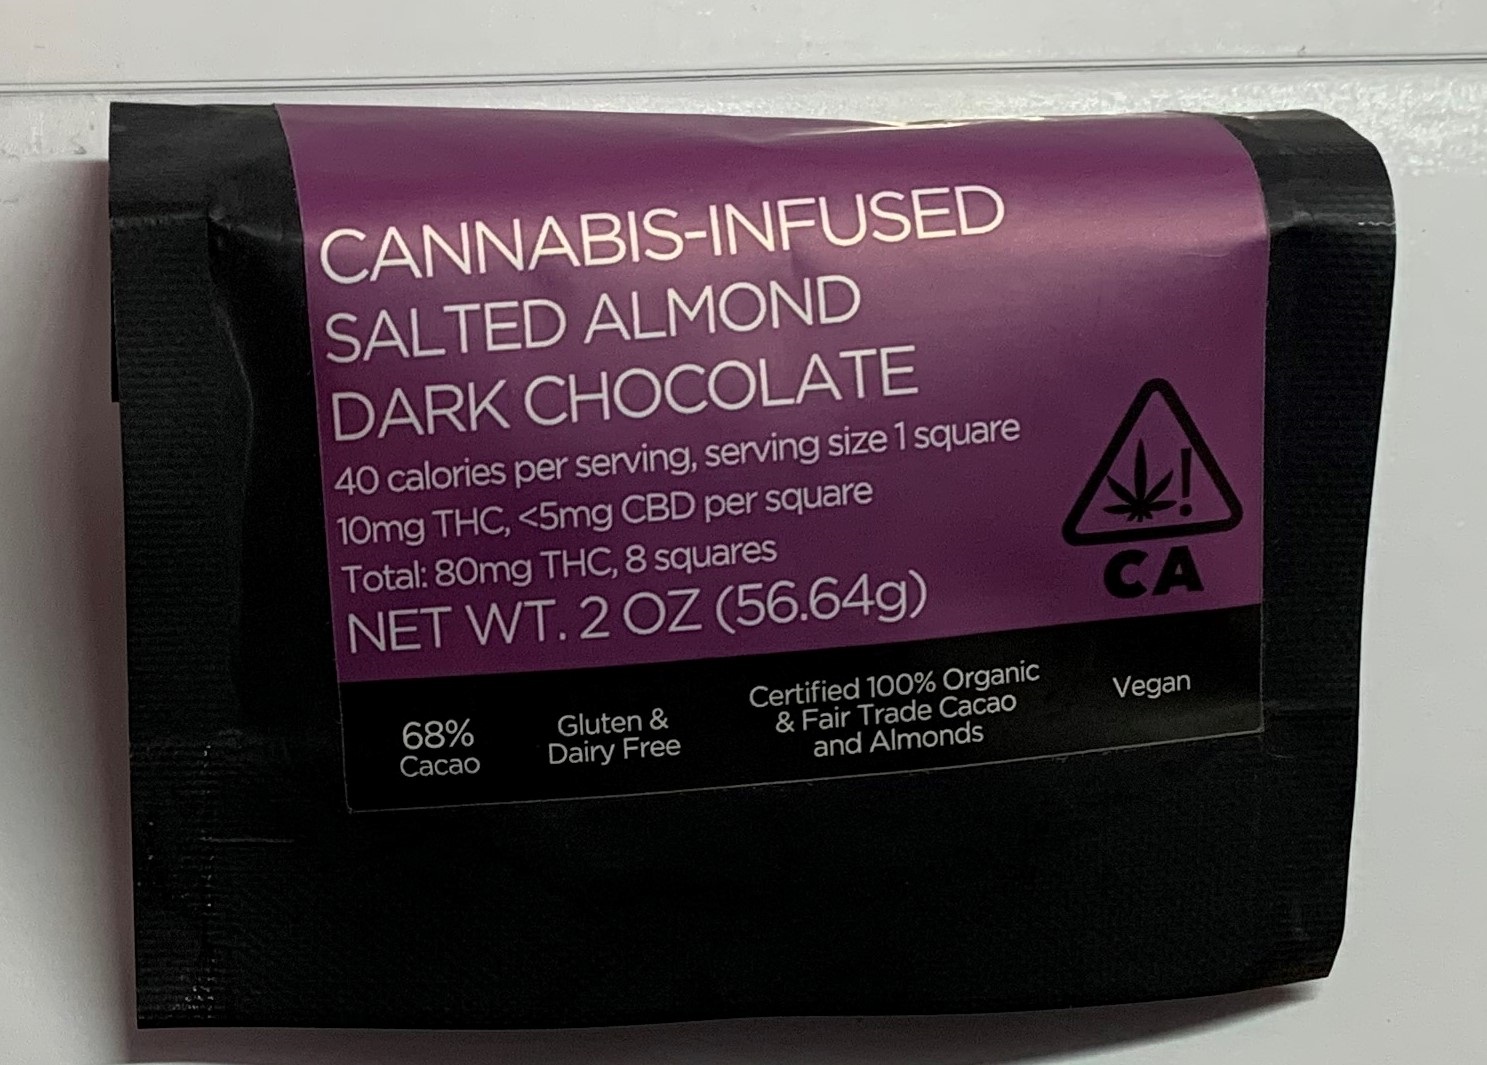 CANNABIS-INFUSED
SALTED ALMOND
DARK CHOCOLATE
40 calories per serving, serving size 1 square
10mg THC, <5mg CBD per square
Total: 80mg THC, 8 squares
NET WT. 2 OZ (56.64g)
!
CA
68%
Cacao
Gluten &
Dairy Free
Certified 100% Organic
& Fair Trade Cacao
and Almonds
Vegan